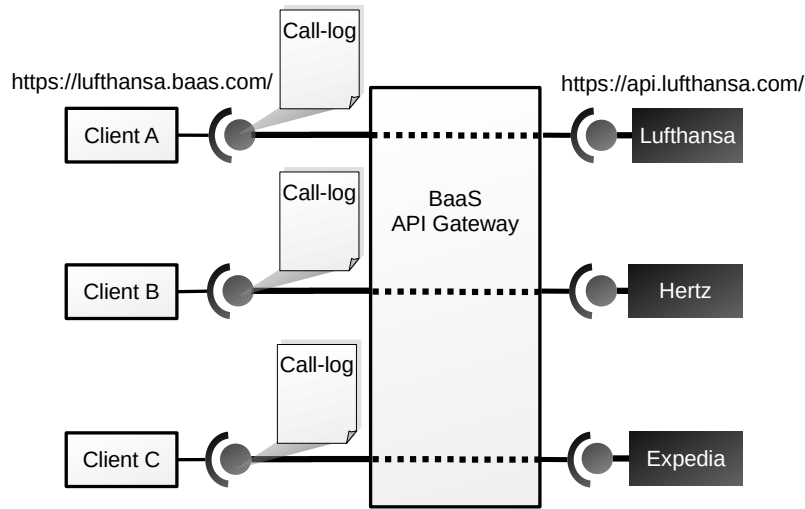 Call-log
https://lufthansa.baas.com/
https://api.lufthansa.com/
Client A
Lufthansa
Call-log
BaaS
API Gateway
Client B
Hertz
Call-log
Client C
Expedia